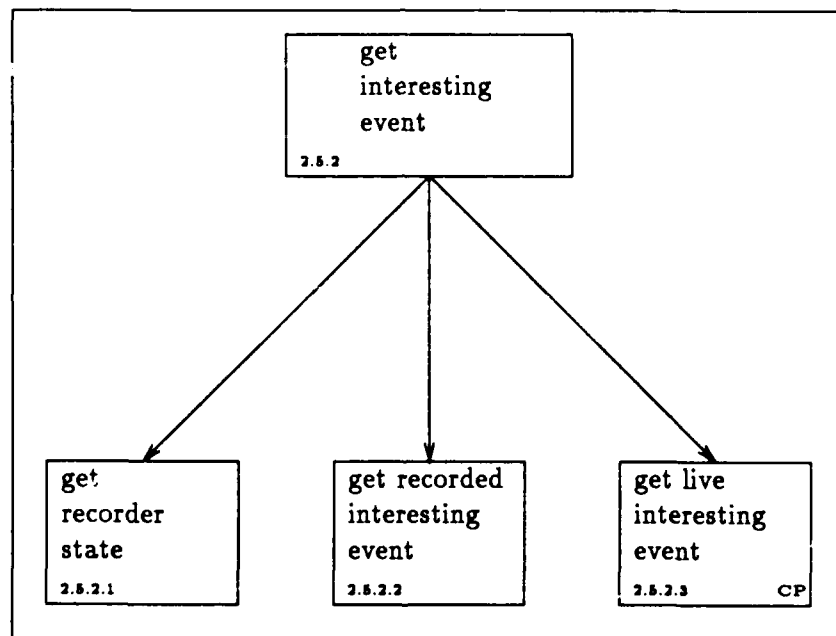 get
interesting
event
2.5.2
get
recorder
state
2.5.2.1
get recorded
interesting
event
2.5.2.2
get live
interesting
event
2.5.2.3 CP